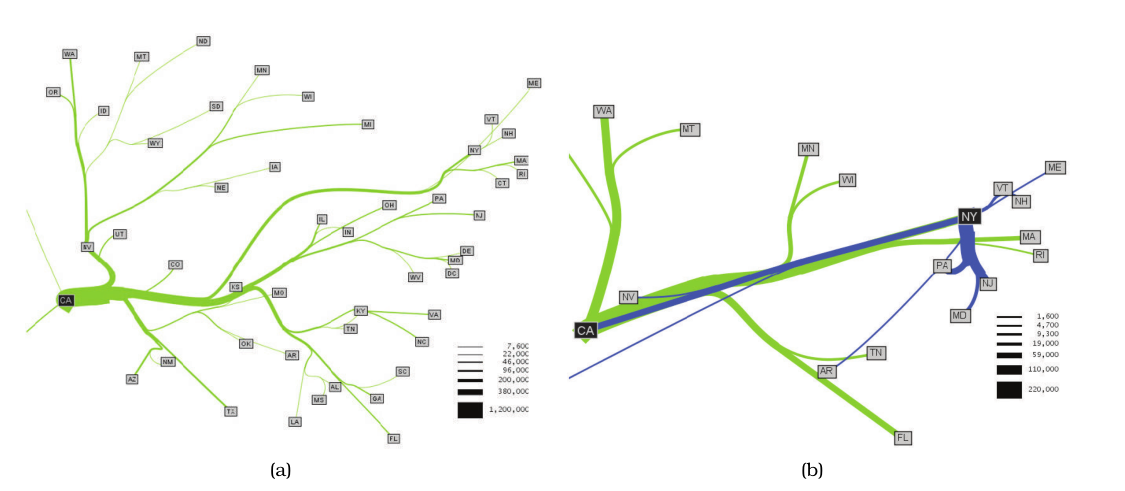 ND
WA
MT
MN
ME
OR
WI
SD
ID
VT
MI
NH
WY
NY
MA
IA
RI
CT
NE
PA
OH
NJ
IL
UT
IN
NV
DE
MD
CO
DC
WV
KS
MO
CA
KY
VA
TN
NC
OK
AR
NM
SC
AZ
AL
GA
MS
TX
LA
FL
7,600
22,000
46,000
96,000
200,000
380,000
1,200,000
(a)
WA
MT
MN
ME
WI
VT
NH
NY
MA
RI
PA
NJ
NV
MD
CA
TN
AR
FL
1,600
4,700
9,300
19,000
59,000
110,000
220,000
(b)